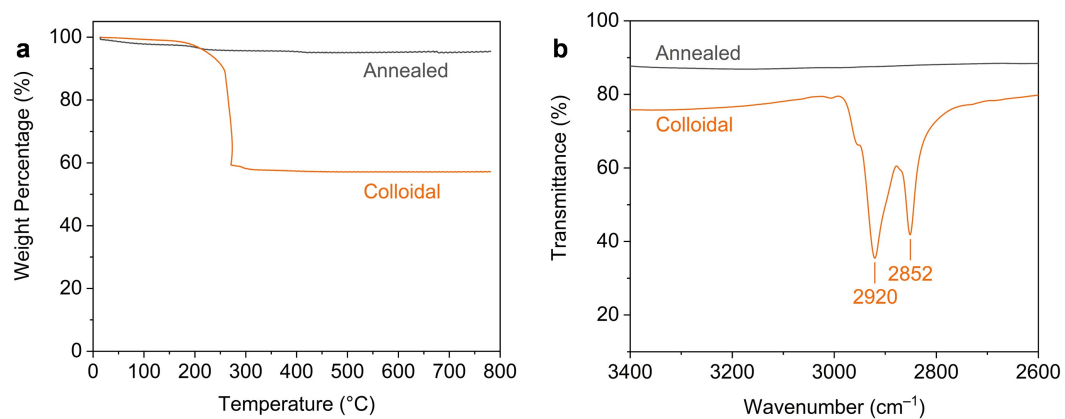 a
100
80
60
40
20
0
Weight Percentage (%)
Annealed
Colloidal
0 100 200 300 400 500 600 700 800
Temperature (°C)
b
100
80
60
40
20
Transmittance (%)
Annealed
Colloidal
2852
2920
3400 3200 3000 2800 2600
Wavenumber (cm⁻¹)